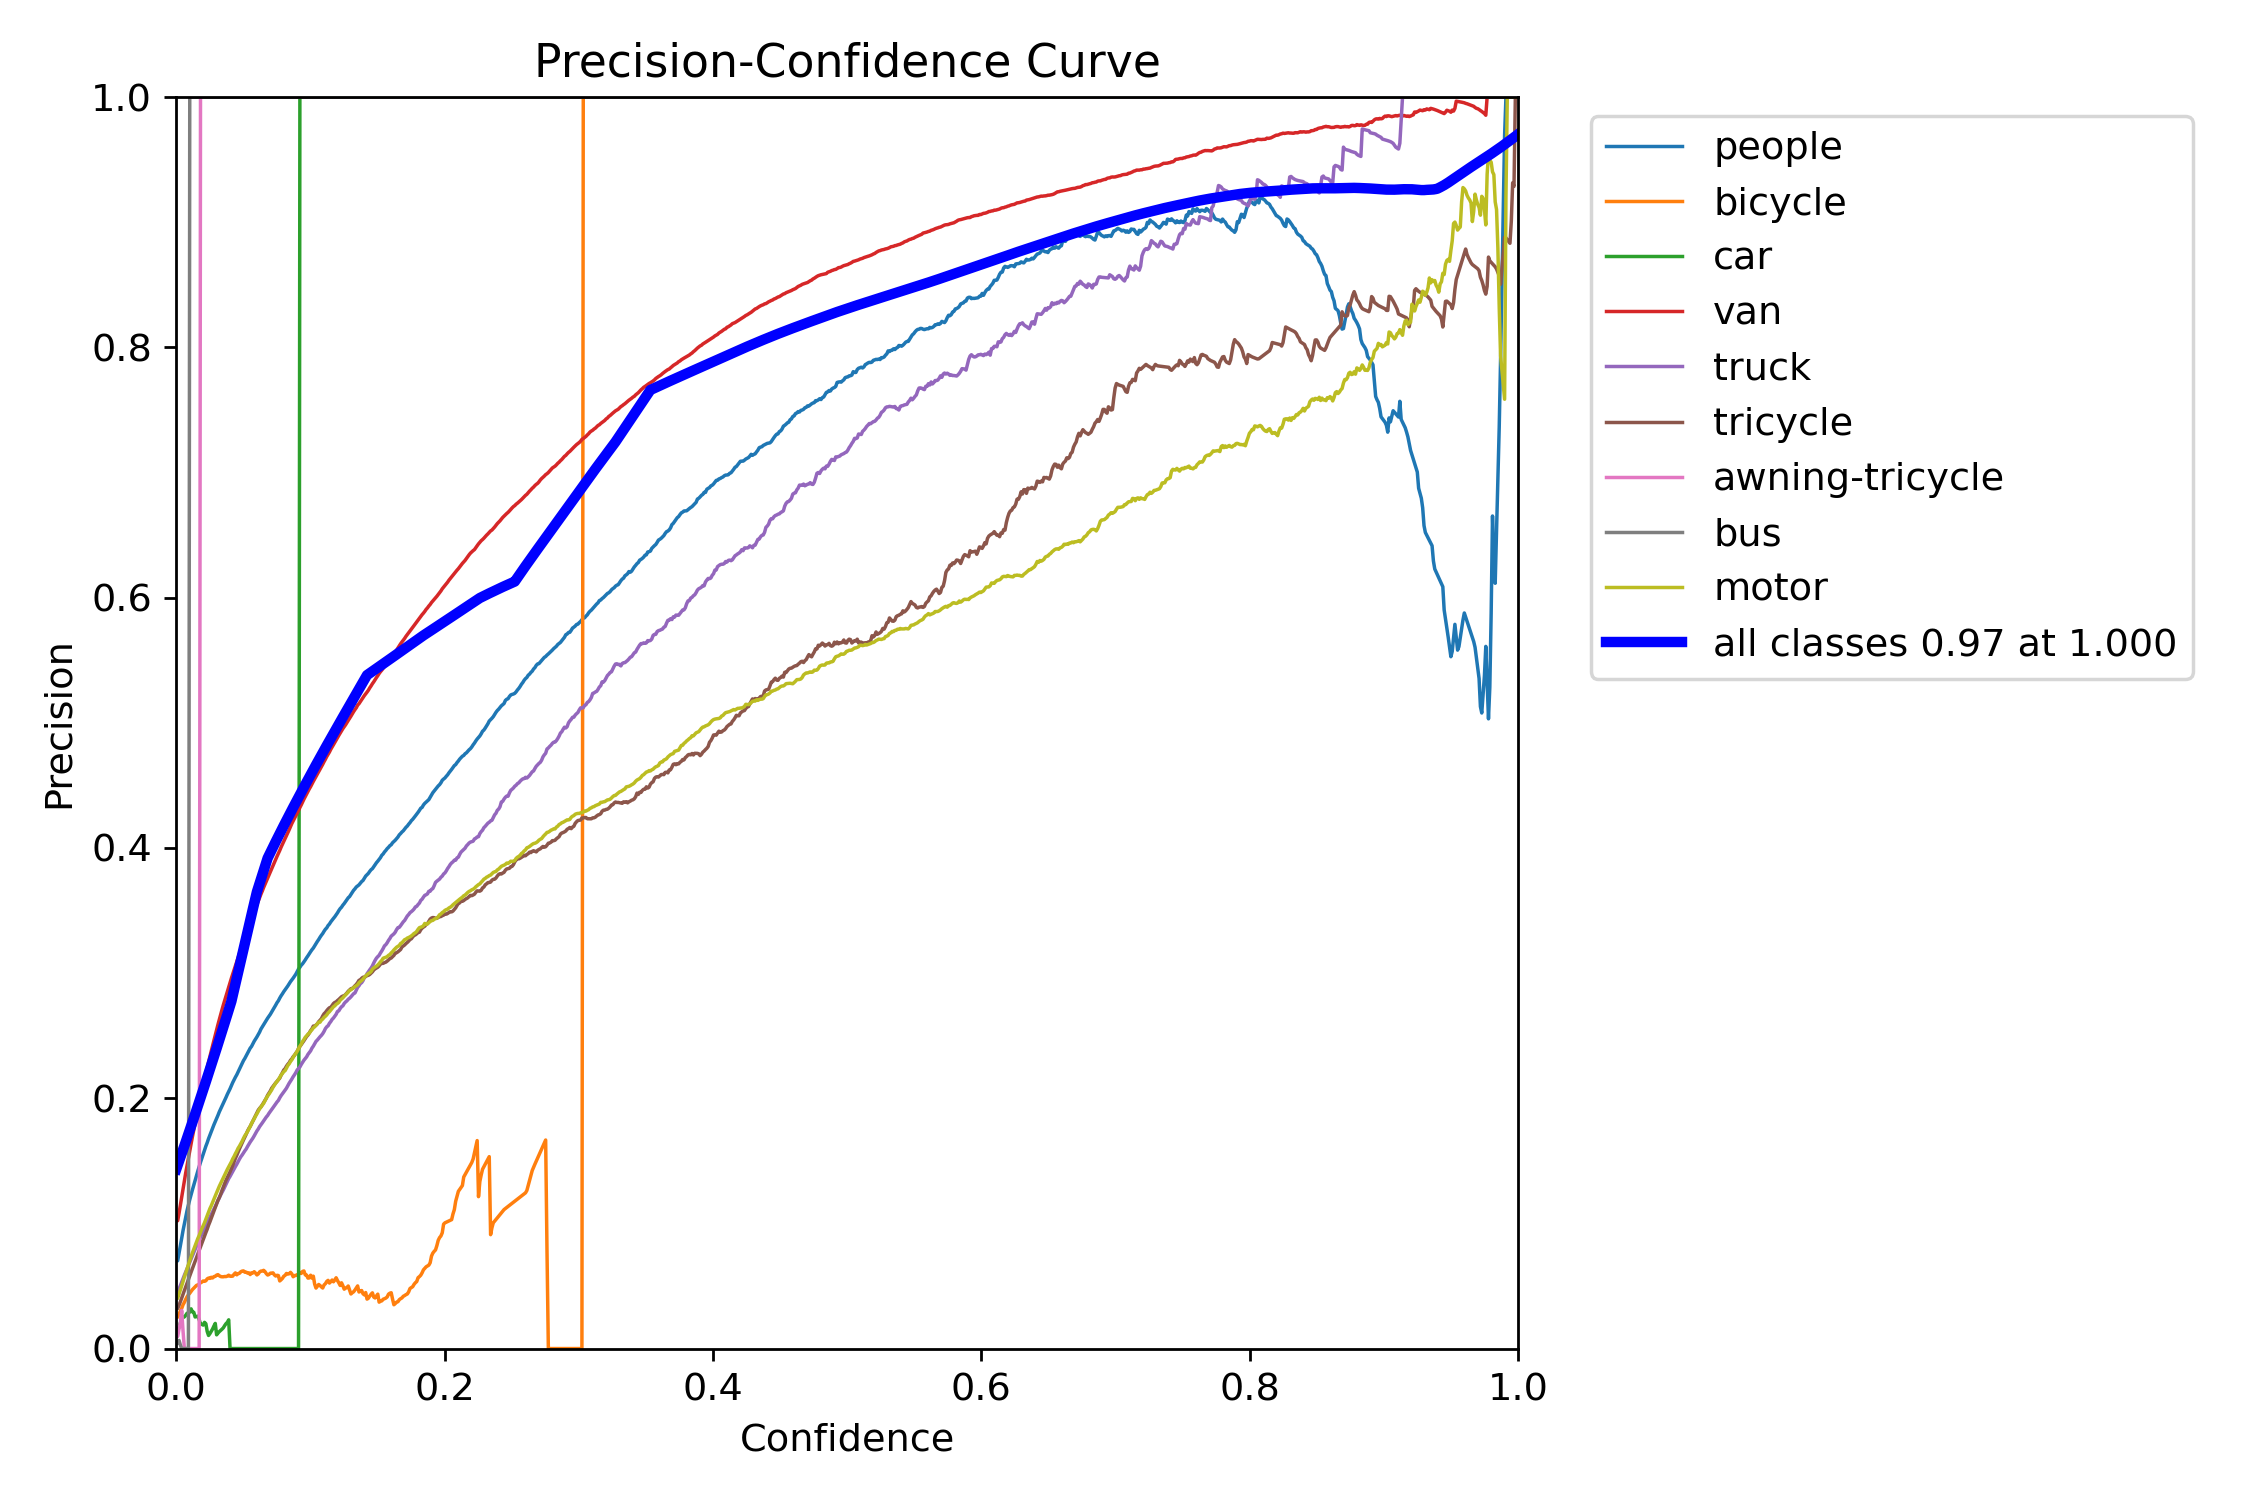 Precision-Confidence Curve
1.0
0.8
0.6
0.4
0.2
0.0
Precision
0.0 0.2 0.4 0.6 0.8 1.0
Confidence
people
bicycle
car
van
truck
tricycle
awning-tricycle
bus
motor
all classes 0.97 at 1.000